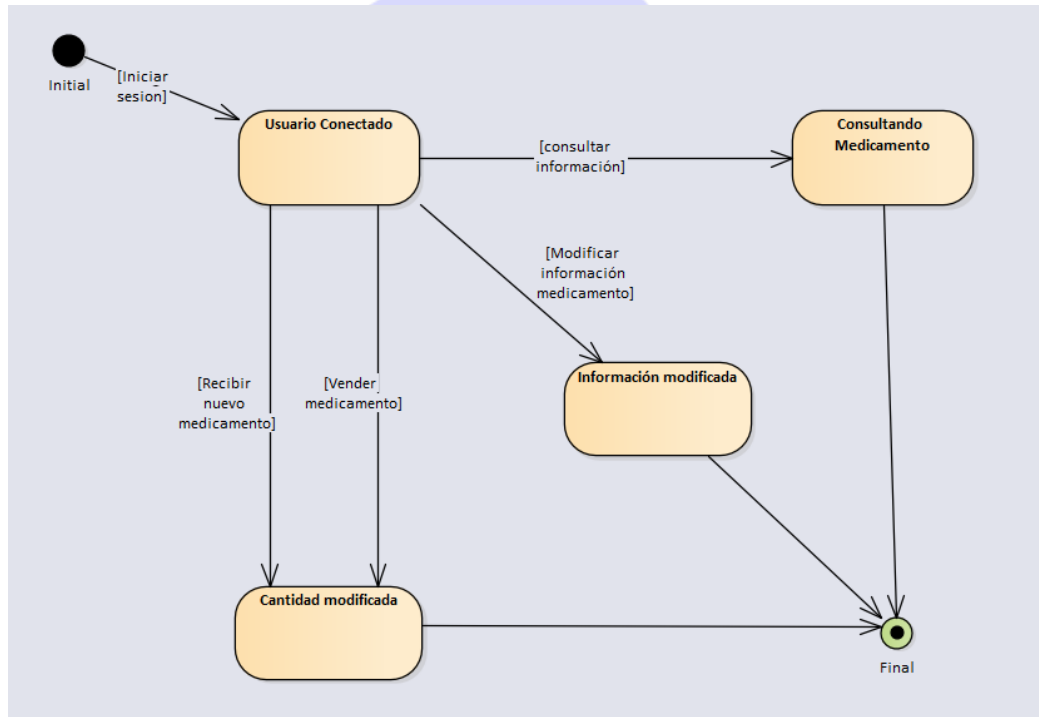 Initial
[Iniciar
sesion]
Usuario Conectado
[consultar
información]
Consultando
Medicamento
[Modificar
información
medicamento]
Información modificada
[Recibir
nuevo
medicamento]
[Vender
medicamento]
Cantidad modificada
Final